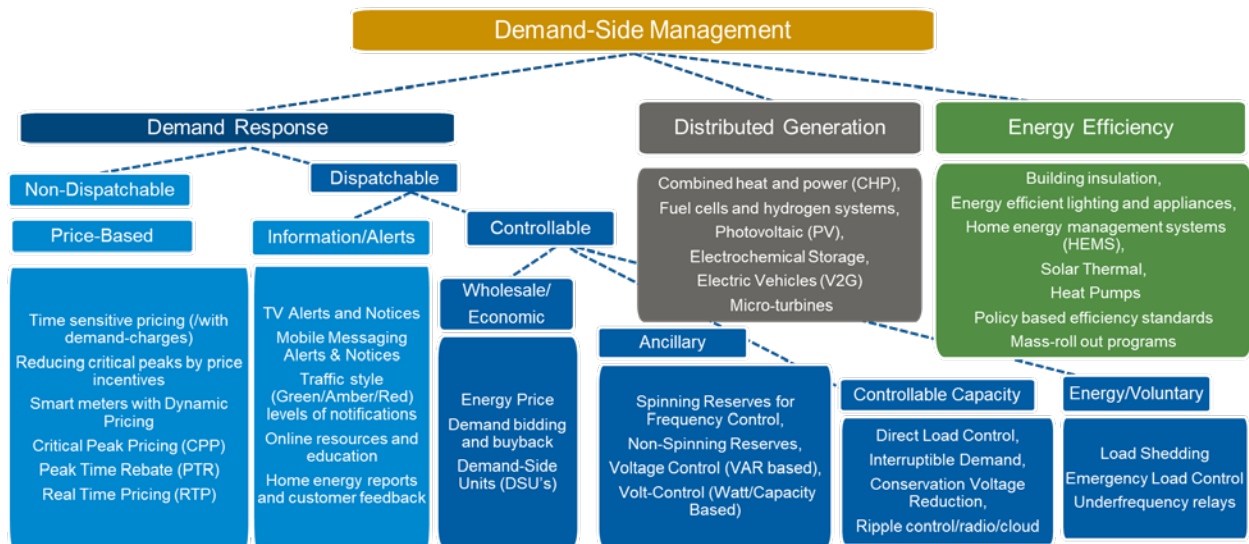 Demand-Side Management
Demand Response
Distributed Generation
Energy Efficiency
Non-Dispatchable
Dispatchable
Price-Based
Information/Alerts
Controllable
Wholesale/
Economic
Ancillary
Controllable Capacity
Energy/Voluntary
Time sensitive pricing (/with
demand-charges)
Reducing critical peaks by price
incentives
Smart meters with Dynamic
Pricing
Critical Peak Pricing (CPP)
Peak Time Rebate (PTR)
Real Time Pricing (RTP)
TV Alerts and Notices
Mobile Messaging
Alerts & Notices
Traffic style
(Green/Amber/Red)
levels of notifications
Online resources and
education
Home energy reports
and customer feedback
Energy Price
Demand bidding
and buyback
Demand-Side
Units (DSU's)
Combined heat and power (CHP),
Fuel cells and hydrogen systems,
Photovoltaic (PV),
Electrochemical Storage,
Electric Vehicles (V2G)
Micro-turbines
Building insulation,
Energy efficient lighting and appliances,
Home energy management systems
(HEMS),
Solar Thermal,
Heat Pumps
Policy based efficiency standards
Mass-roll out programs
Spinning Reserves for
Frequency Control,
Non-Spinning Reserves,
Voltage Control (VAR based),
Volt-Control (Watt/Capacity
Based)
Direct Load Control,
Interruptible Demand,
Conservation Voltage
Reduction,
Ripple control/radio/cloud
Load Shedding
Emergency Load Control
Underfrequency relays